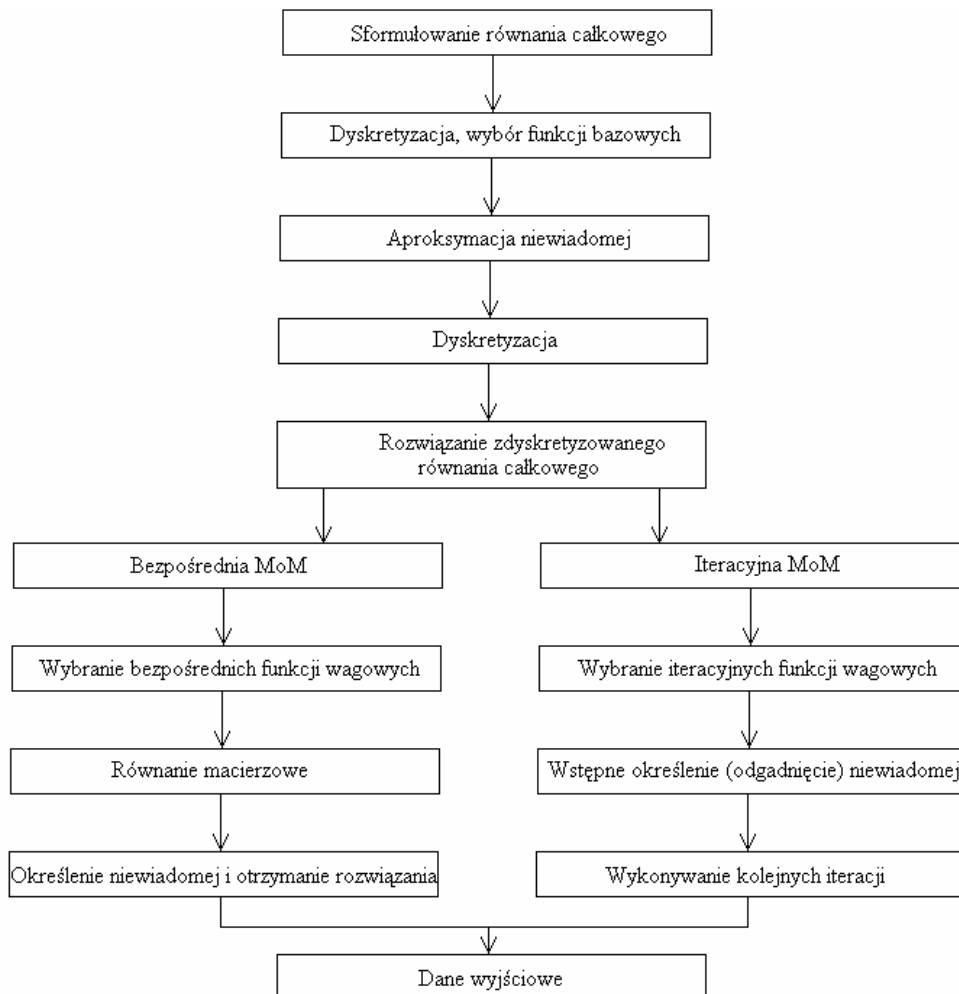 Sformułowanie równania całkowego
Dyskretyzacja, wybór funkcji bazowych
Aproksymacja niewiadomej
Dyskretyzacja
Rozwiązanie zdyskretyzowanego
równania całkowego
Bezpośrednia MoM
Iteracyjna MoM
Wybranie bezpośrednich funkcji wagowych
Wybranie iteracyjnych funkcji wagowych
Równanie macierzowe
Wstępne określenie (odgadnięcie) niewiadomej
Określenie niewiadomej i otrzymanie rozwiązania
Wykonywanie kolejnych iteracji
Dane wyjściowe